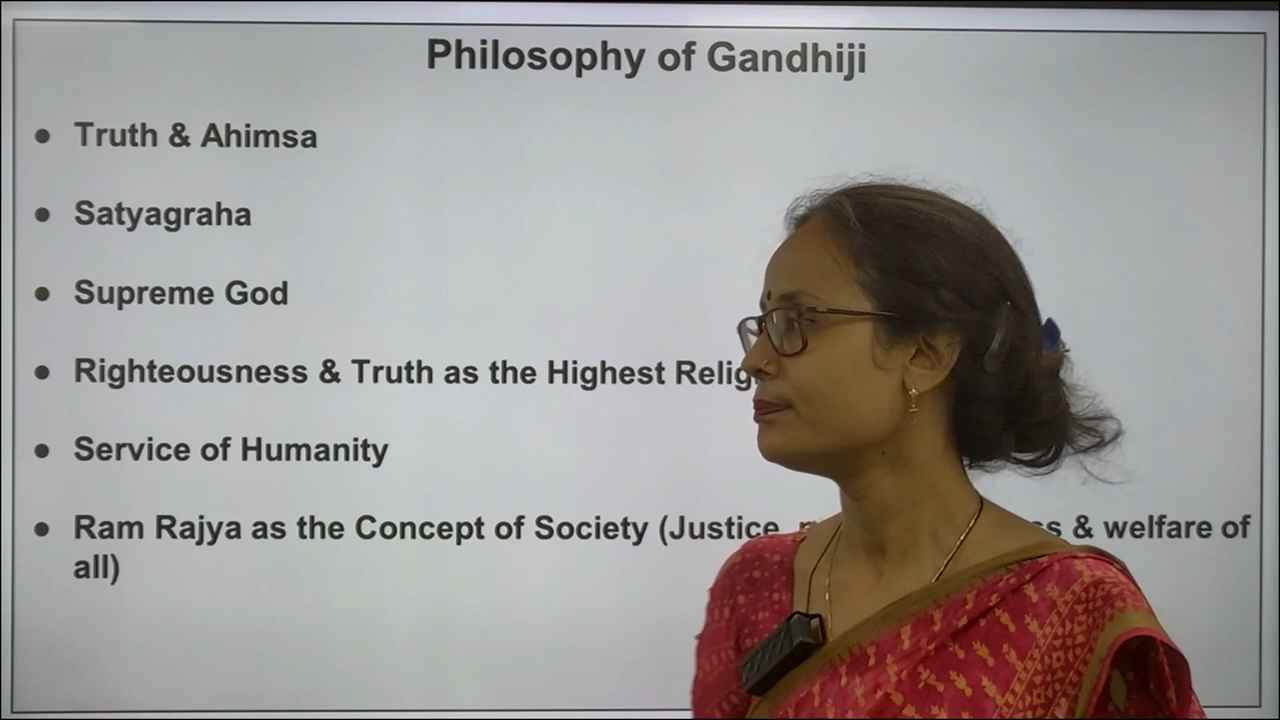 Philosophy of Gandhiji
● Truth & Ahimsa
● Satyagraha
● Supreme God
● Righteousness & Truth as the Highest
● Service of Humanity
● Ram Rajya as the Concept of Society (Justice & welfare of
all)